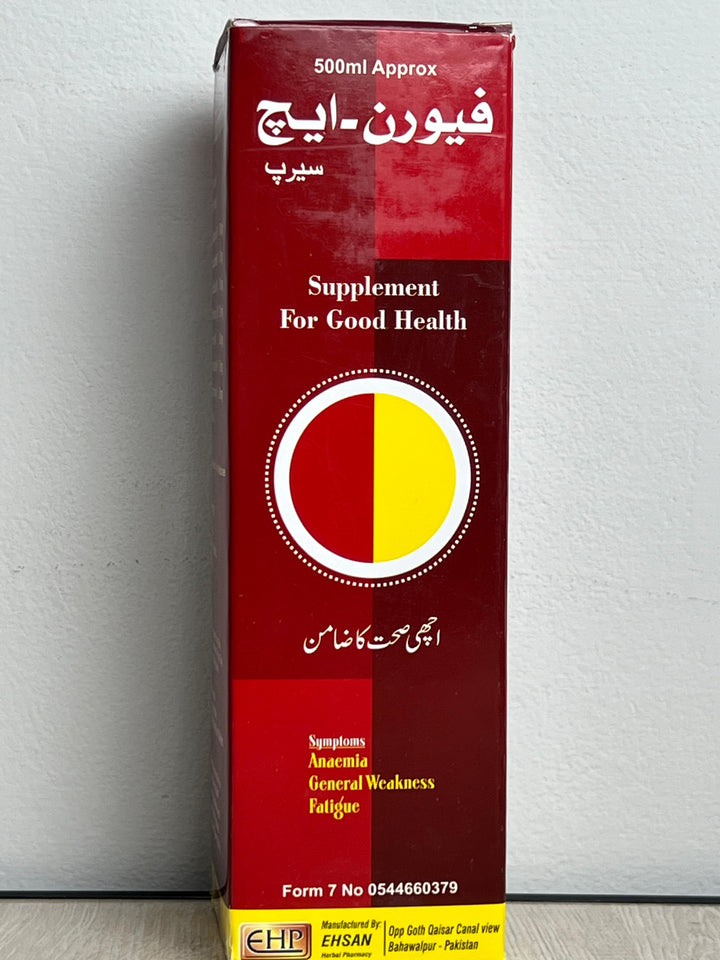 500ml Approx
فیورن-ایچ
سیرپ
Supplement
For Good Health
اچھی صحت کا ضامن
Symptoms
Anaemia
General Weakness
Fatigue
Form 7 No 0544660379
EHP
Manufactured By:
EHSAN
Herbal Pharmacy
Opp Goth Qaisar Canal view
Bahawalpur - Pakistan